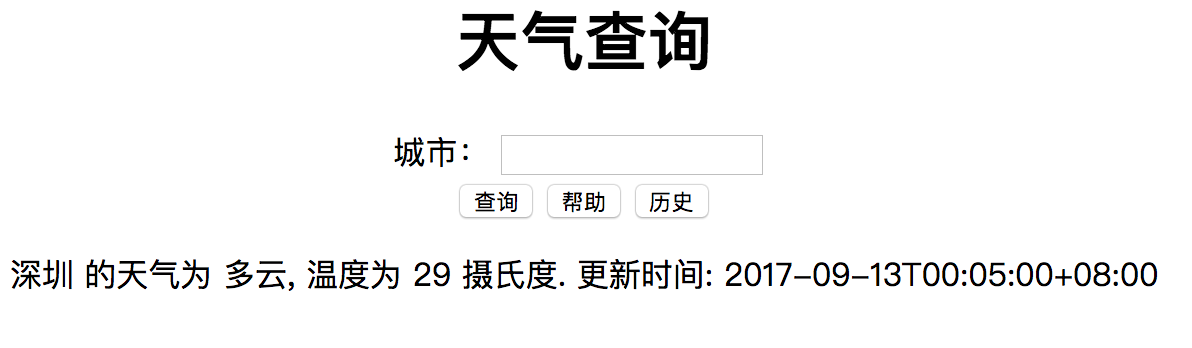 天气查询
城市：
查询 帮助 历史
深圳 的天气为 多云, 温度为 29 摄氏度. 更新时间: 2017-09-13T00:05:00+08:00